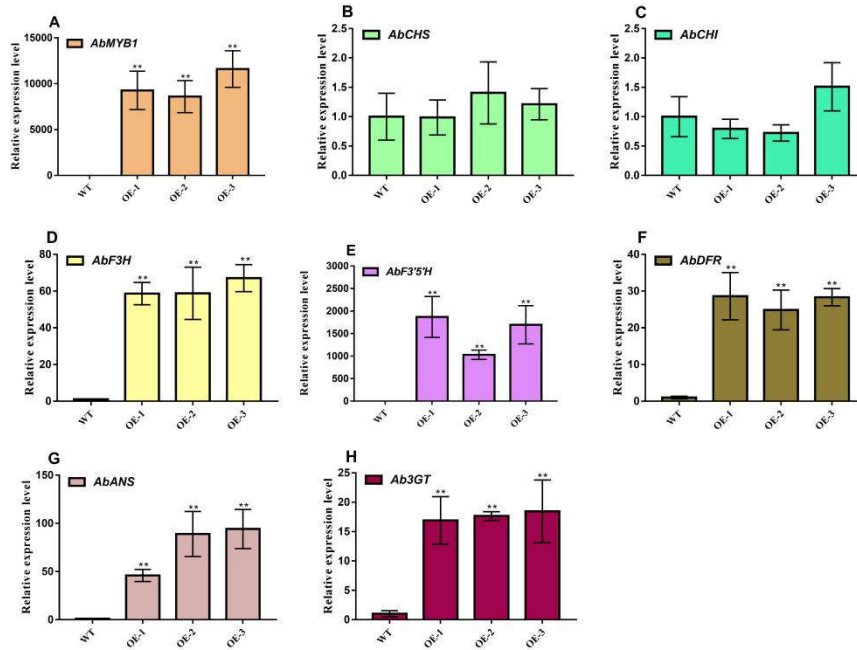 A
AbMYB1
Relative expression level
15000
10000
5000
0
**
**
**
WT
OE-1
OE-2
OE-3
B
AbCHS
Relative expression level
2.5
2.0
1.5
1.0
0.5
0.0
WT
OE-1
OE-2
OE-3
C
AbCHI
Relative expression level
2.5
2.0
1.5
1.0
0.5
0.0
WT
OE-1
OE-2
OE-3
D
AbF3H
Relative expression level
80
60
40
20
0
**
**
**
WT
OE-1
OE-2
OE-3
E
AbF3'5'H
Relative expression level
3000
2500
2000
1500
1000
500
0
**
**
**
WT
OE-1
OE-2
OE-3
F
AbDFR
Relative expression level
40
30
20
10
0
**
**
**
WT
OE-1
OE-2
OE-3
G
AbANS
Relative expression level
150
100
50
0
**
**
**
WT
OE-1
OE-2
OE-3
H
Ab3GT
Relative expression level
25
20
15
10
5
0
**
**
**
WT
OE-1
OE-2
OE-3